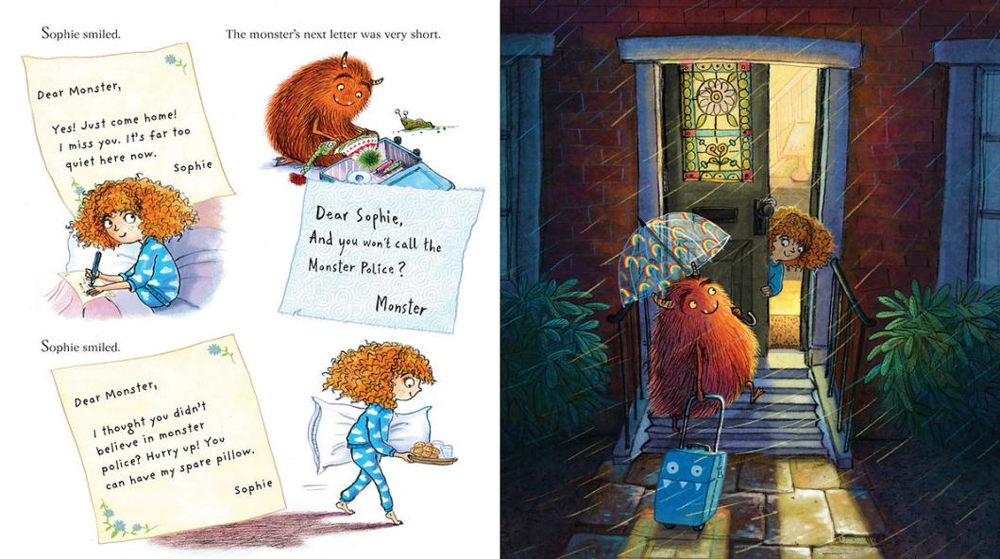 Sophie smiled.
Dear Monster,
Yes! Just come home!
I miss you. It's far too
quiet here now.
Sophie
The monster's next letter was very short.
Dear Sophie,
And you won't call the
Monster Police?
Monster
Sophie smiled.
Dear Monster,
I thought you didn't
believe in monster
police? Hurry up! You
can have my spare pillow.
Sophie